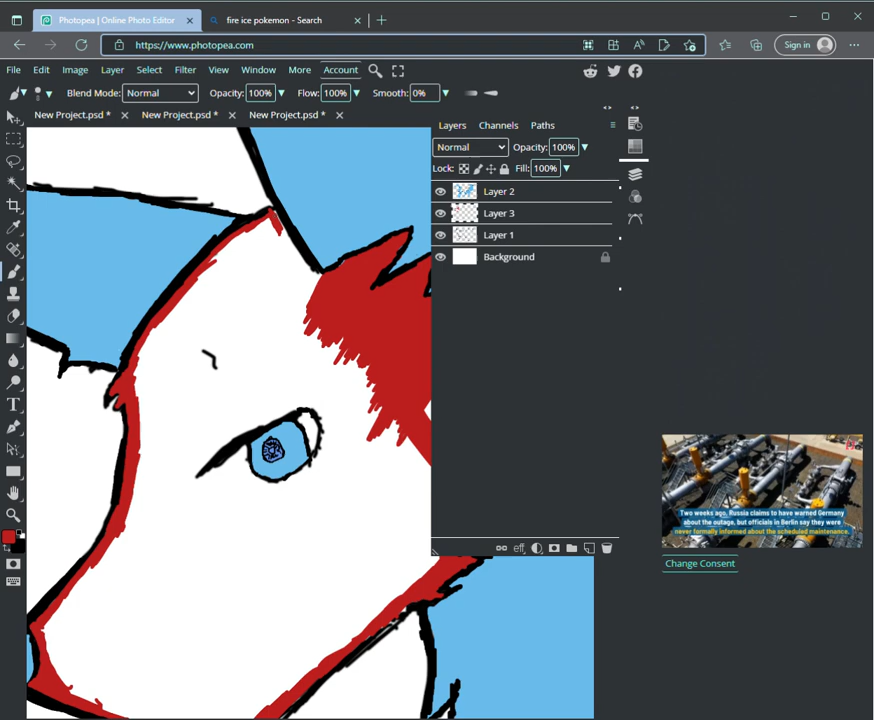 Photopea | Online Photo Editor
fire ice pokemon - Search
https://www.photopea.com
Sign in
File Edit Image Layer Select Filter View Window More Account
Blend Mode: Normal Opacity: 100% Flow: 100% Smooth: 0%
New Project.psd * New Project.psd * New Project.psd *
Layers Channels Paths
Normal Opacity: 100%
Lock: Fill: 100%
Layer 2
Layer 3
Layer 1
Background
eff
Two weeks ago, Russia claims to have warned Germany
about the outage, but officials in Berlin say they were
never formally informed about the scheduled maintenance.
Change Consent